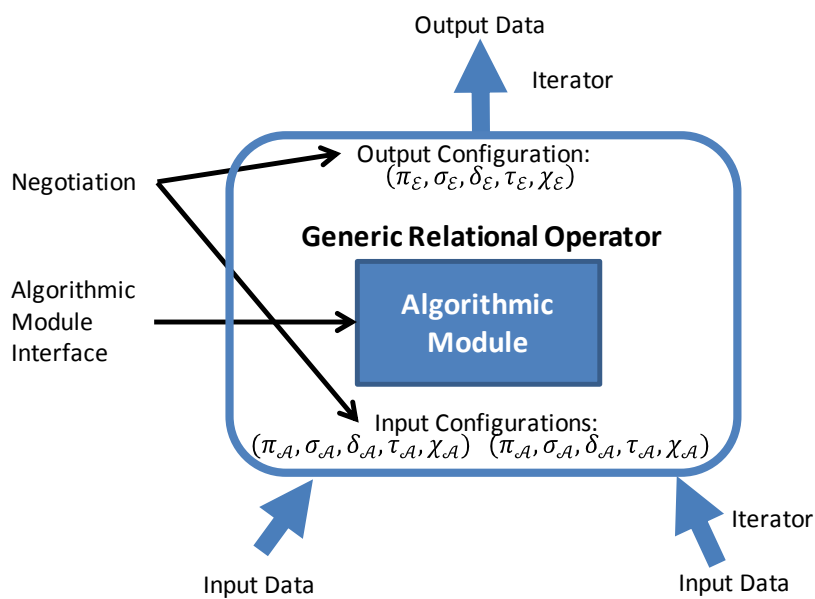 Output Data
Iterator
Output Configuration:
(π_ℰ, σ_ℰ, δ_ℰ, τ_ℰ, χ_ℰ)
Negotiation
Generic Relational Operator
Algorithmic
Module
Interface
Algorithmic
Module
Input Configurations:
(π_𝒜, σ_𝒜, δ_𝒜, τ_𝒜, χ_𝒜) (π_𝒜, σ_𝒜, δ_𝒜, τ_𝒜, χ_𝒜)
Iterator
Input Data
Input Data